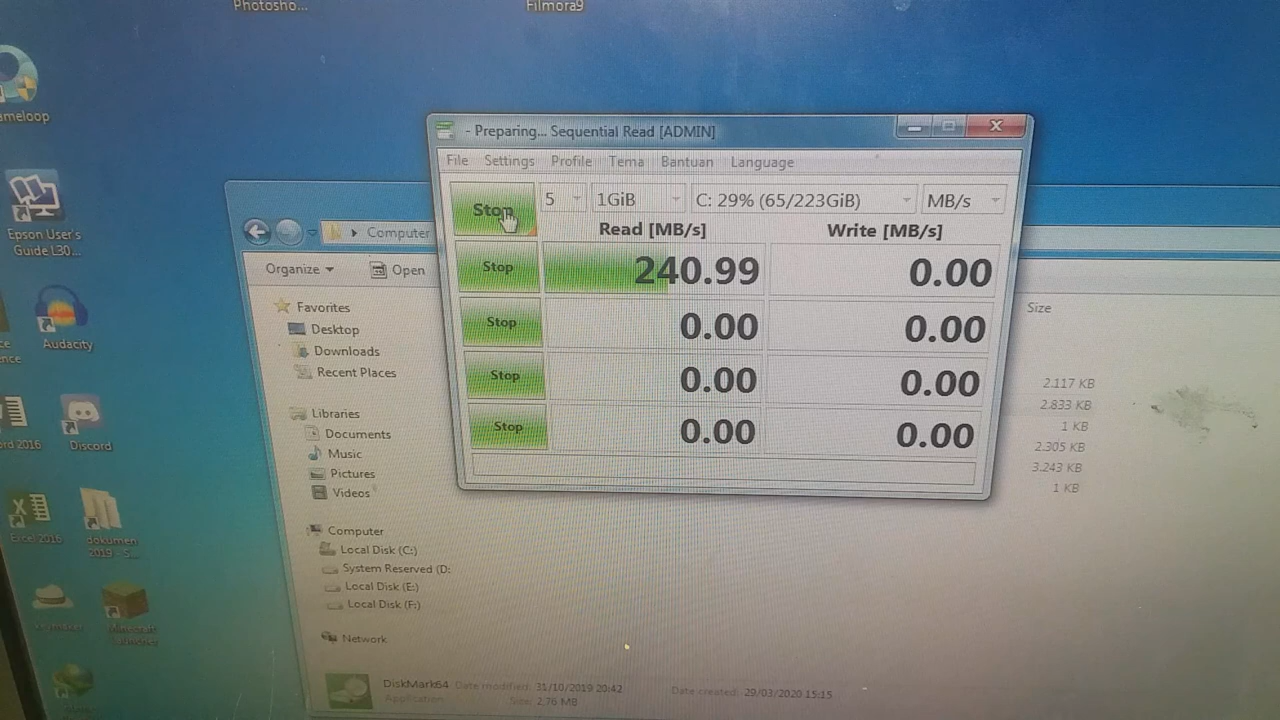 Photosho...
Filmora9
ameloop
Epson User's
Guide L30...
Audacity
Discord
ord 2016
Excel 2016
dokumen
2019 - S...
Minecraft
- Preparing... Sequential Read [ADMIN]
File Settings Profile Tema Bantuan Language
Stop 5 1GiB C: 29% (65/223GiB) MB/s
Read [MB/s] Write [MB/s]
Stop 240.99 0.00
Stop 0.00 0.00
Stop 0.00 0.00
Stop 0.00 0.00
Computer
Organize Open
Size
Favorites
Desktop
Downloads
Recent Places
Libraries
Documents
Music
Pictures
Videos
Computer
Local Disk (C:)
System Reserved (D:
Local Disk (E:)
Local Disk (F:)
Network
2.117 KB
2.833 KB
1 KB
2.305 KB
3.243 KB
1 KB
DiskMark64 Date modified: 31/10/2019 20:42 Date created: 29/03/2020 15:15
Application Size: 2,76 MB